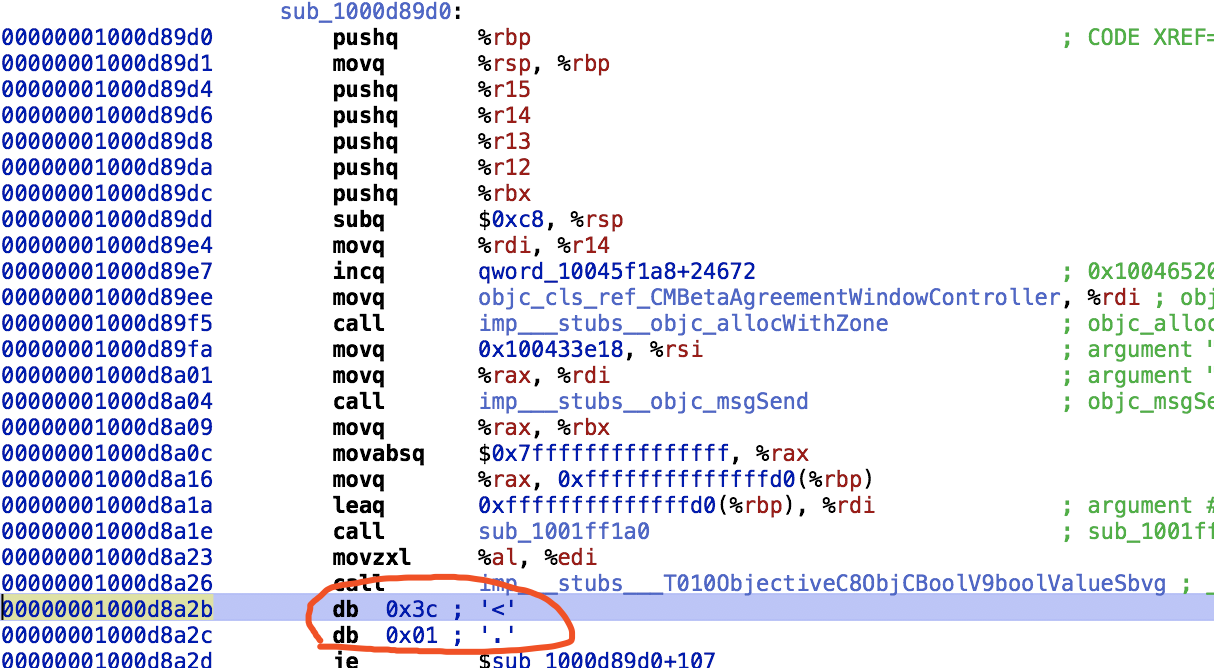 sub_1000d89d0:
00000001000d89d0 pushq %rbp ; CODE XREF=
00000001000d89d1 movq %rsp, %rbp
00000001000d89d4 pushq %r15
00000001000d89d6 pushq %r14
00000001000d89d8 pushq %r13
00000001000d89da pushq %r12
00000001000d89dc pushq %rbx
00000001000d89dd subq $0xc8, %rsp
00000001000d89e4 movq %rdi, %r14
00000001000d89e7 incq qword_10045f1a8+24672 ; 0x10046520
00000001000d89ee movq objc_cls_ref_CMBetaAgreementWindowController, %rdi ; obj
00000001000d89f5 call imp___stubs__objc_allocWithZone ; objc_alloc
00000001000d89fa movq 0x100433e18, %rsi ; argument "
00000001000d8a01 movq %rax, %rdi ; argument "
00000001000d8a04 call imp___stubs__objc_msgSend ; objc_msgSe
00000001000d8a09 movq %rax, %rbx
00000001000d8a0c movabsq $0x7fffffffffffffff, %rax
00000001000d8a16 movq %rax, 0xffffffffffffffd0(%rbp)
00000001000d8a1a leaq 0xffffffffffffffd0(%rbp), %rdi ; argument #
00000001000d8a1e call sub_1001ff1a0 ; sub_1001ff
00000001000d8a23 movzxl %al, %edi
00000001000d8a26 call imp___stubs___T010ObjectiveC8ObjCBoolV9boolValueSbvg ; _
00000001000d8a2b db 0x3c ; '<'
00000001000d8a2c db 0x01 ; '.'
00000001000d8a2d je $sub_1000d89d0+107